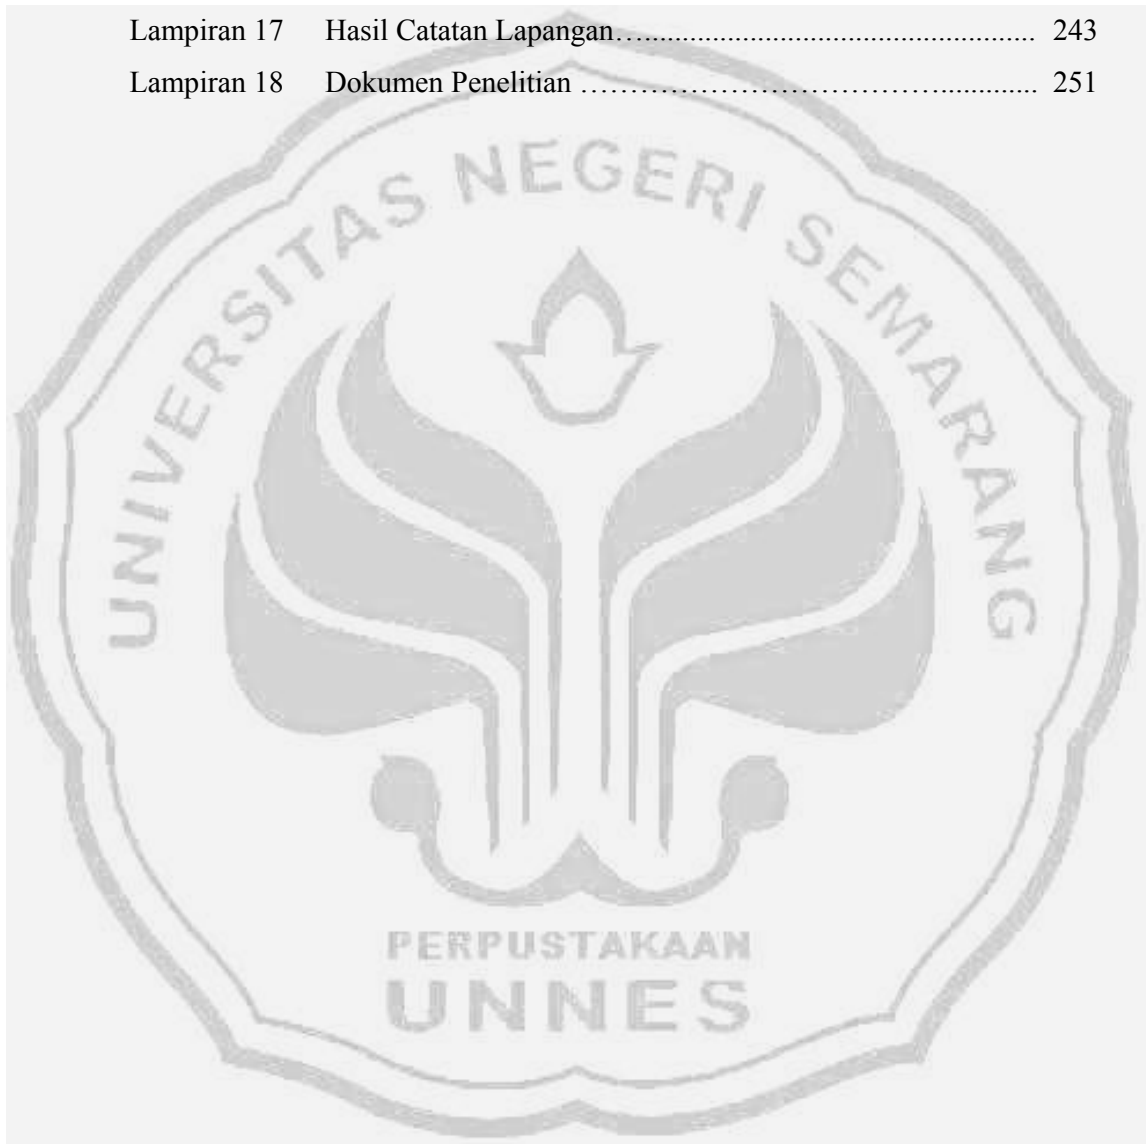 Lampiran 17 Hasil Catatan Lapangan…................................................... 243
Lampiran 18 Dokumen Penelitian ………………………………............. 251
UNIVERSITAS NEGERI SEMARANG
PERPUSTAKAAN
UNNES